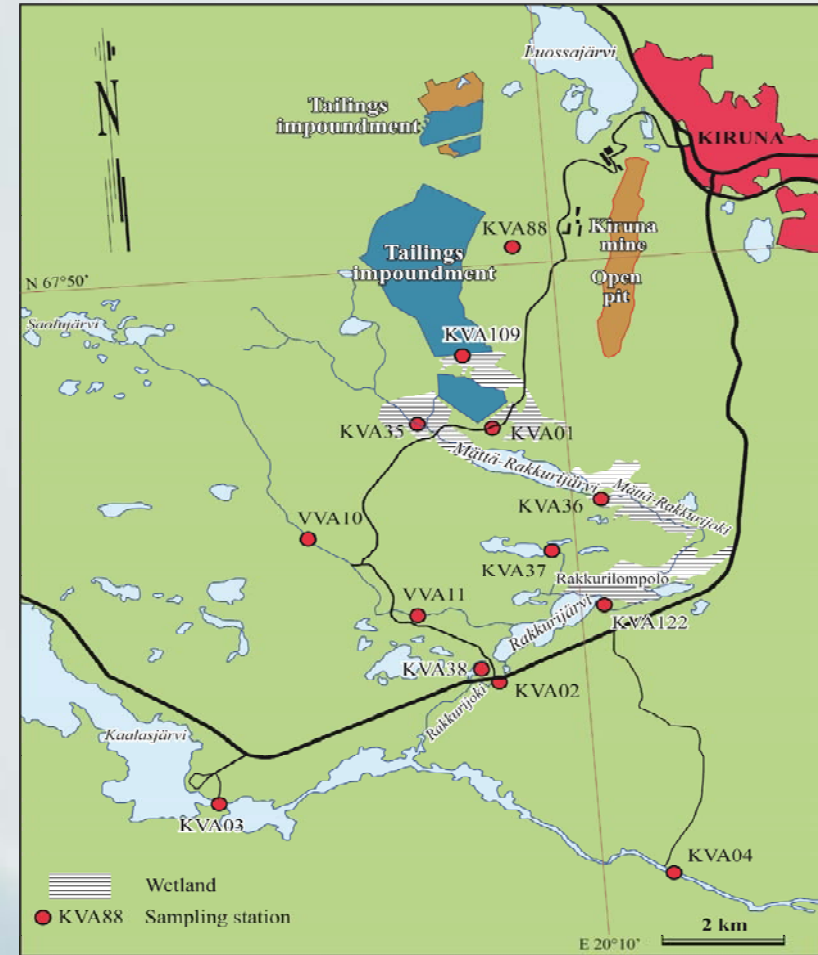 Luossajärvi
N
Tailings
impoundment
KIRUNA
KVA88
Kiruna
mine
Open
pit
Tailings
impoundment
N 67°50'
Saalujärvi
KVA109
KVA35
KVA01
Mättä-Rakkurijärvi
Mättä-Rakkurijoki
KVA36
VVA10
KVA37
Rakkurilompolo
VVA11
Rakkurijärvi
KVA122
KVA38
KVA02
Rakkurijoki
Kaalasjärvi
KVA03
KVA04
Wetland
KVA88 Sampling station
2 km
E 20°10'